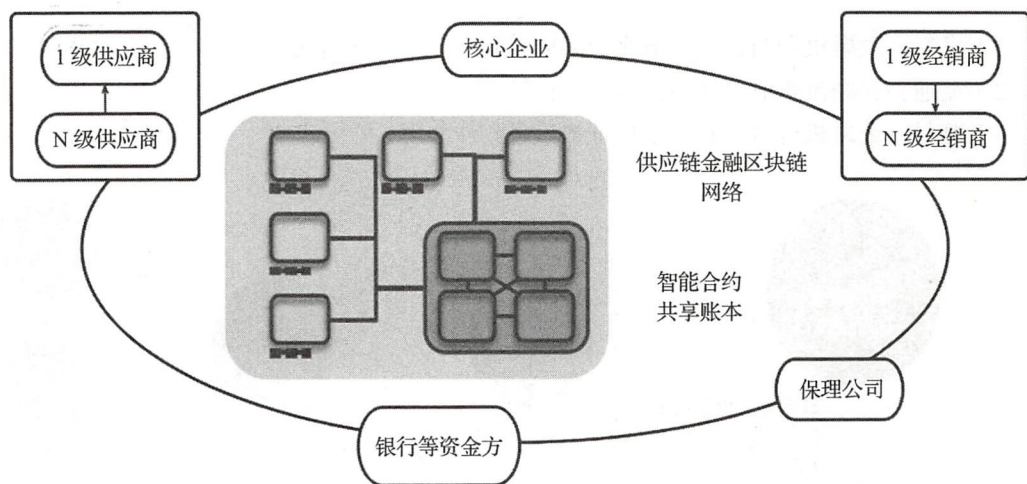 核心企业
1 级供应商
N 级供应商
1 级经销商
N 级经销商
供应链金融区块链
网络
智能合约
共享账本
保理公司
银行等资金方